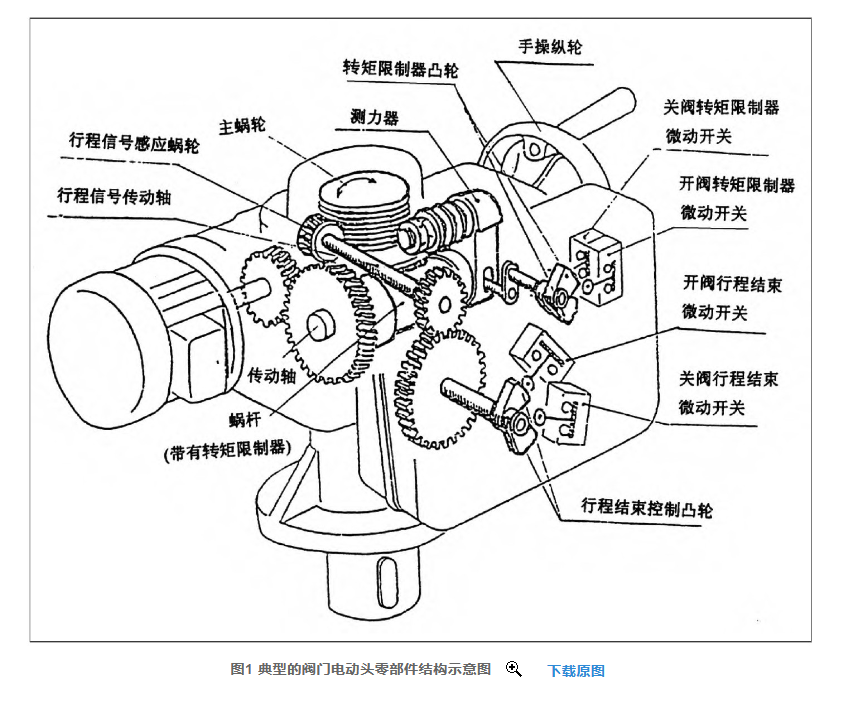 手操纵轮
转矩限制器凸轮
关阀转矩限制器
微动开关
测力器
主蜗轮
行程信号感应蜗轮
开阀转矩限制器
微动开关
行程信号传动轴
开阀行程结束
微动开关
传动轴
关阀行程结束
微动开关
蜗杆
(带有转矩限制器)
行程结束控制凸轮
图1 典型的阀门电动头零部件结构示意图
下载原图